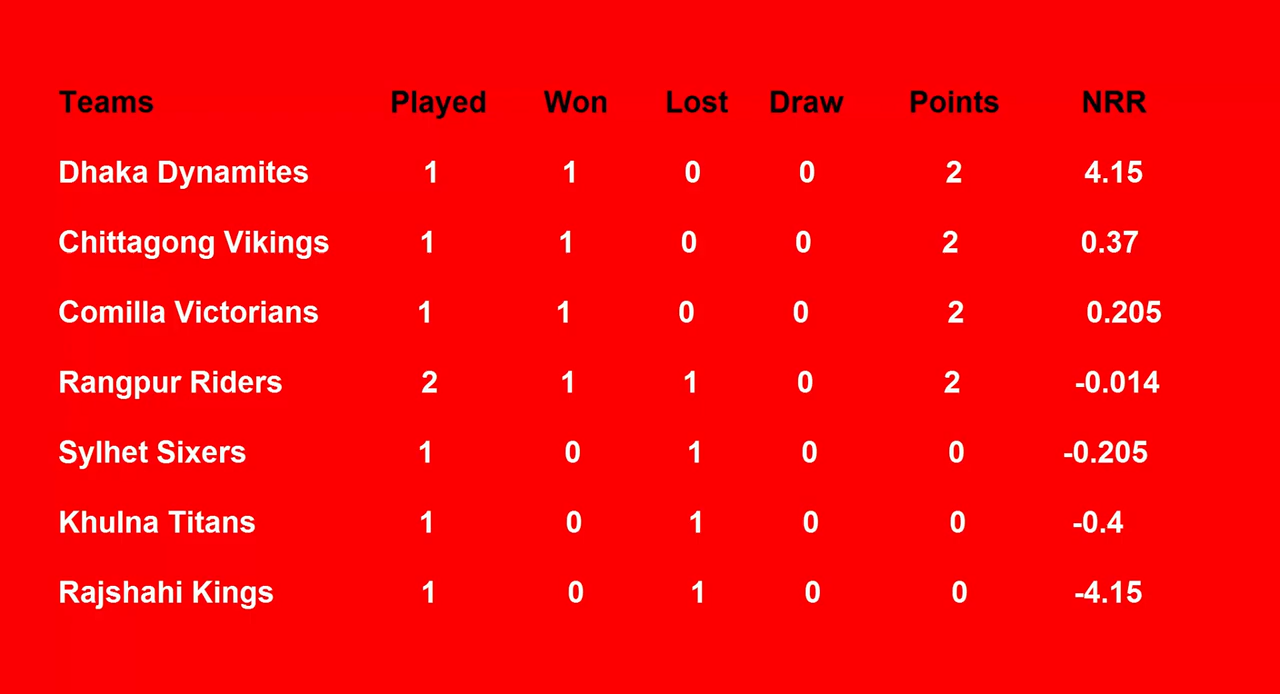 Teams Played Won Lost Draw Points NRR
Dhaka Dynamites 1 1 0 0 2 4.15
Chittagong Vikings 1 1 0 0 2 0.37
Comilla Victorians 1 1 0 0 2 0.205
Rangpur Riders 2 1 1 0 2 -0.014
Sylhet Sixers 1 0 1 0 0 -0.205
Khulna Titans 1 0 1 0 0 -0.4
Rajshahi Kings 1 0 1 0 0 -4.15